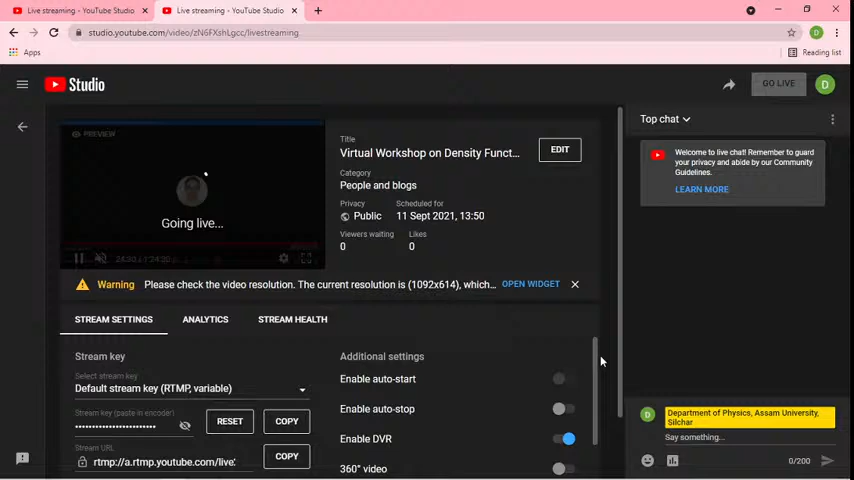 Live streaming - YouTube Studio
Live streaming - YouTube Studio
studio.youtube.com/video/zN6FXshLgcc/livestreaming
D
Apps
Reading list
Studio
GO LIVE
D
PREVIEW
Going live...
Title
Virtual Workshop on Density Funct...
EDIT
Category
People and blogs
Privacy
Scheduled for
Public
11 Sept 2021, 13:50
Viewers waiting
Likes
0
0
Warning
Please check the video resolution. The current resolution is (1092x614), which...
OPEN WIDGET
STREAM SETTINGS
ANALYTICS
STREAM HEALTH
Stream key
Select stream key
Default stream key (RTMP, variable)
Stream key (paste in encoder)
••••••••••••••••••••••••
RESET
COPY
Stream URL
rtmp://a.rtmp.youtube.com/live
COPY
Additional settings
Enable auto-start
Enable auto-stop
Enable DVR
360° video
Top chat
Welcome to live chat! Remember to guard
your privacy and abide by our Community
Guidelines.
LEARN MORE
D
Department of Physics, Assam University,
Silchar
Say something...
0/200